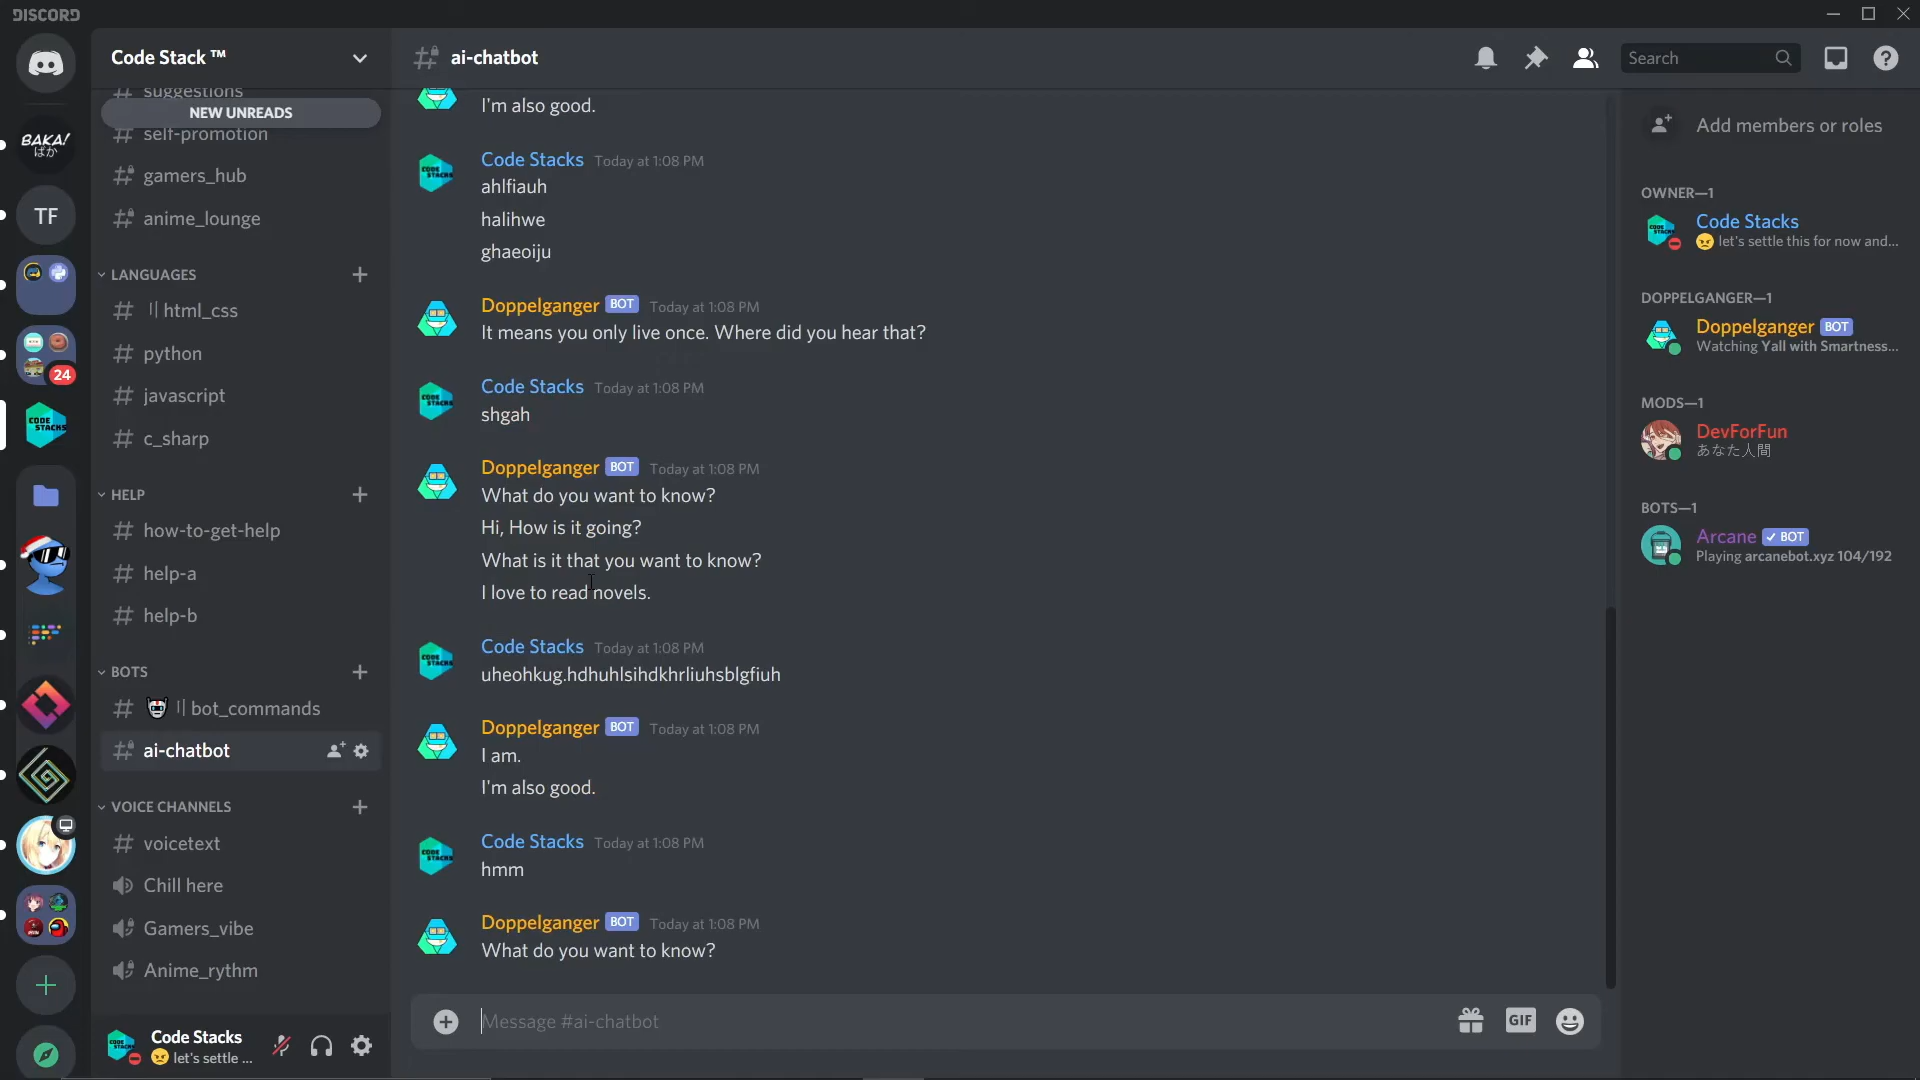 DISCORD
BAKA!
ばか
TF
24
CODE STACKS
Code Stack ™
suggestions
NEW UNREADS
self-promotion
gamers_hub
anime_lounge
LANGUAGES
html_css
python
javascript
c_sharp
HELP
how-to-get-help
help-a
help-b
BOTS
bot_commands
ai-chatbot
VOICE CHANNELS
voicetext
Chill here
Gamers_vibe
Anime_rythm
Code Stacks
let's settle ...
# ai-chatbot
Search
I'm also good.
Code Stacks Today at 1:08 PM
ahlfiauh
halihwe
ghaeoiju
Doppelganger BOT Today at 1:08 PM
It means you only live once. Where did you hear that?
Code Stacks Today at 1:08 PM
shgah
Doppelganger BOT Today at 1:08 PM
What do you want to know?
Hi, How is it going?
What is it that you want to know?
I love to read novels.
Code Stacks Today at 1:08 PM
uheohkug.hdhuhlsihdkhrliuhsblgfiuh
Doppelganger BOT Today at 1:08 PM
I am.
I'm also good.
Code Stacks Today at 1:08 PM
hmm
Doppelganger BOT Today at 1:08 PM
What do you want to know?
Message #ai-chatbot
GIF
Add members or roles
OWNER—1
Code Stacks
let's settle this for now and...
DOPPELGANGER—1
Doppelganger BOT
Watching Yall with Smartness...
MODS—1
DevForFun
あなた人間
BOTS—1
Arcane ✓ BOT
Playing arcanebot.xyz 104/192